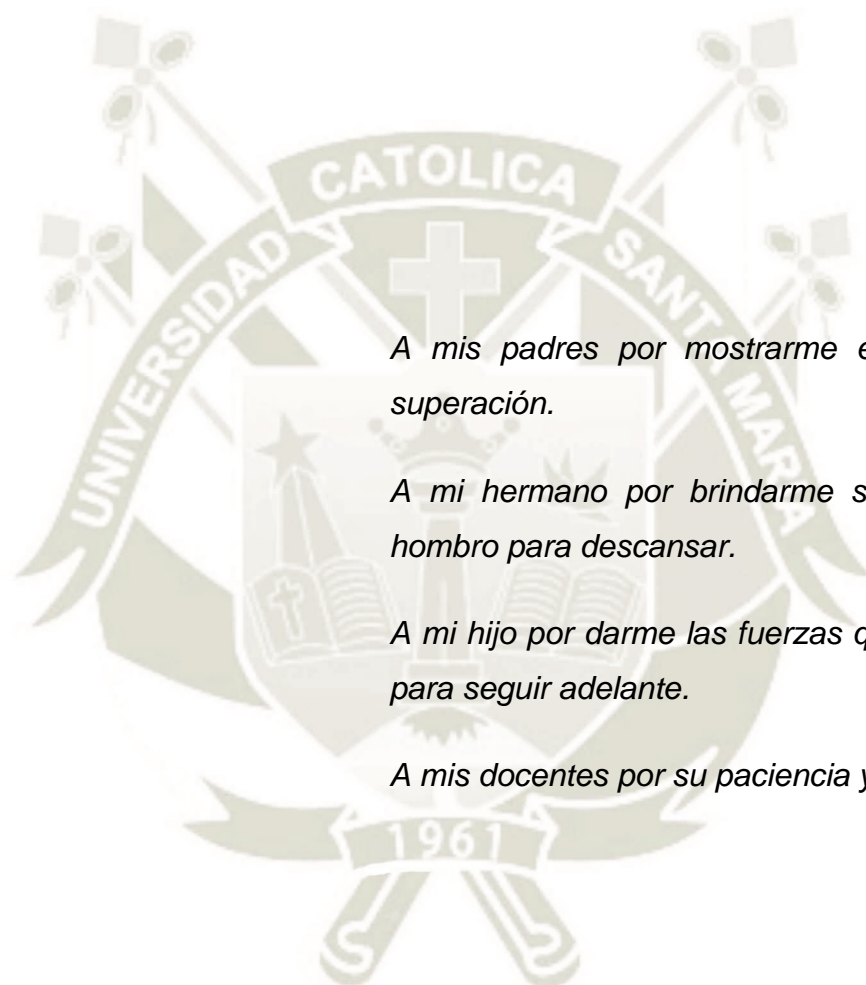 CATOLICA
UNIVERSIDAD
SANTA MARIA
A mis padres por mostrarme
superación.
A mi hermano por brindarme
hombro para descansar.
A mi hijo por darme las fuerzas
para seguir adelante.
A mis docentes por su paciencia y
1961